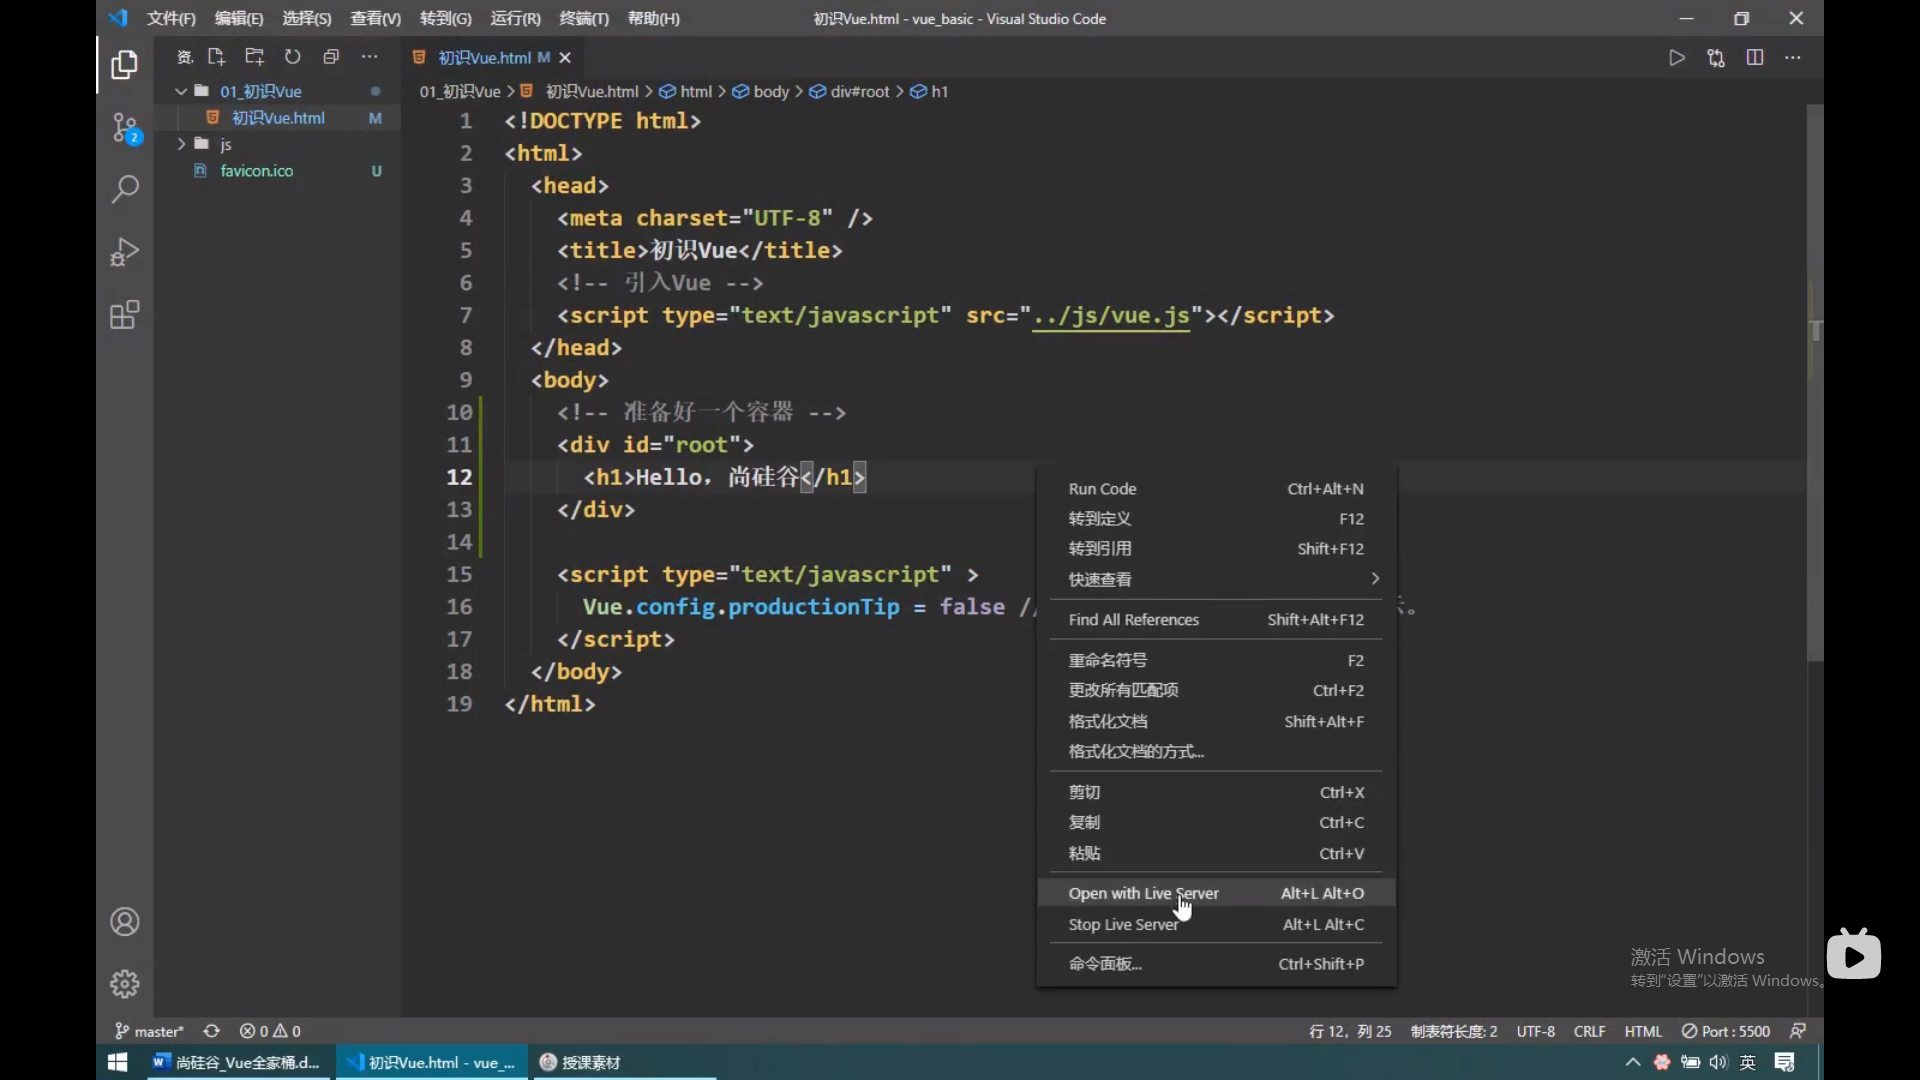 文件(F) 编辑(E) 选择(S) 查看(V) 转到(G) 运行(R) 终端(T) 帮助(H) 初识Vue.html - vue_basic - Visual Studio Code
资.
初识Vue.html M
01_初识Vue
初识Vue.html M
js
favicon.ico U
01_初识Vue > 初识Vue.html > html > body > div#root > h1
1 <!DOCTYPE html>
2 <html>
3 <head>
4 <meta charset="UTF-8" />
5 <title>初识Vue</title>
6 <!-- 引入Vue -->
7 <script type="text/javascript" src="../js/vue.js"></script>
8 </head>
9 <body>
10 <!-- 准备好一个容器 -->
11 <div id="root">
12 <h1>Hello，尚硅谷</h1>
13 </div>
14
15 <script type="text/javascript" >
16 Vue.config.productionTip = false //
17 </script>
18 </body>
19 </html>
Run Code Ctrl+Alt+N
转到定义 F12
转到引用 Shift+F12
快速查看
Find All References Shift+Alt+F12
重命名符号 F2
更改所有匹配项 Ctrl+F2
格式化文档 Shift+Alt+F
格式化文档的方式...
剪切 Ctrl+X
复制 Ctrl+C
粘贴 Ctrl+V
Open with Live Server Alt+L Alt+O
Stop Live Server Alt+L Alt+C
命令面板... Ctrl+Shift+P
激活 Windows
转到"设置"以激活 Windows。
2
master* 0 0 行 12，列 25 制表符长度: 2 UTF-8 CRLF HTML Port : 5500
尚硅谷_Vue全家桶.d... 初识Vue.html - vue_... 授课素材 英